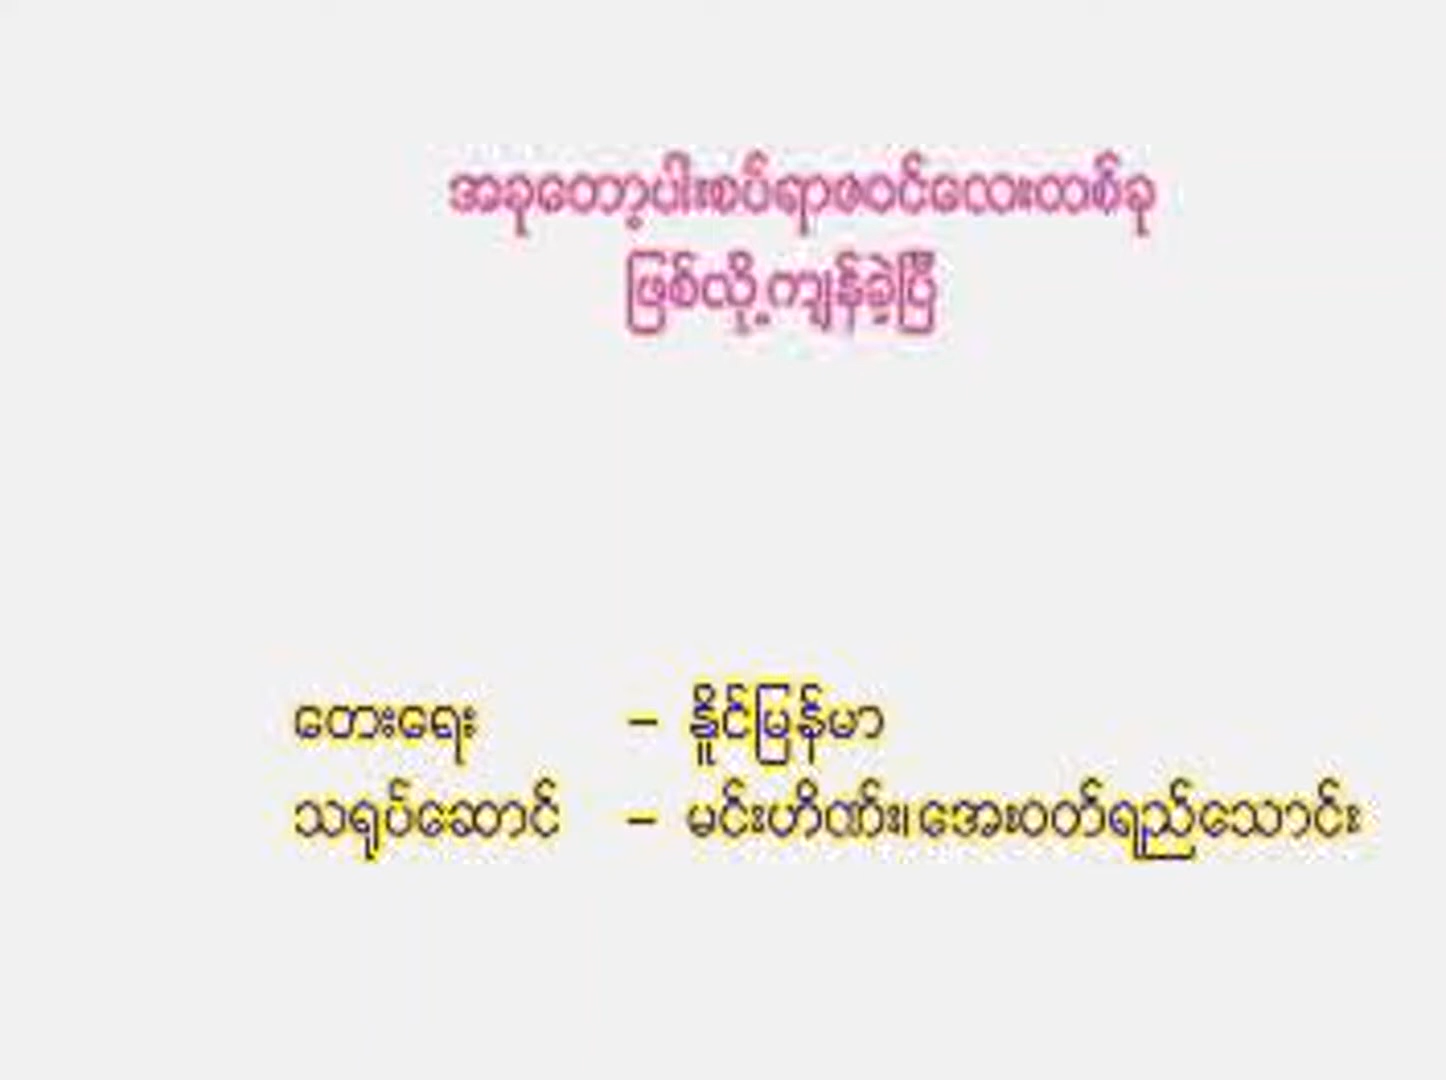 အခုတော့ပါးစပ်ရာဇဝင်လေးတစ်ခု
ဖြစ်လို့ကျန်ခဲ့ပြီ
တေးရေး – နိူင်မြန်မာ
သရုပ်ဆောင် – မင်းဟိဏ်း၊အေးဝတ်ရည်သောင်း